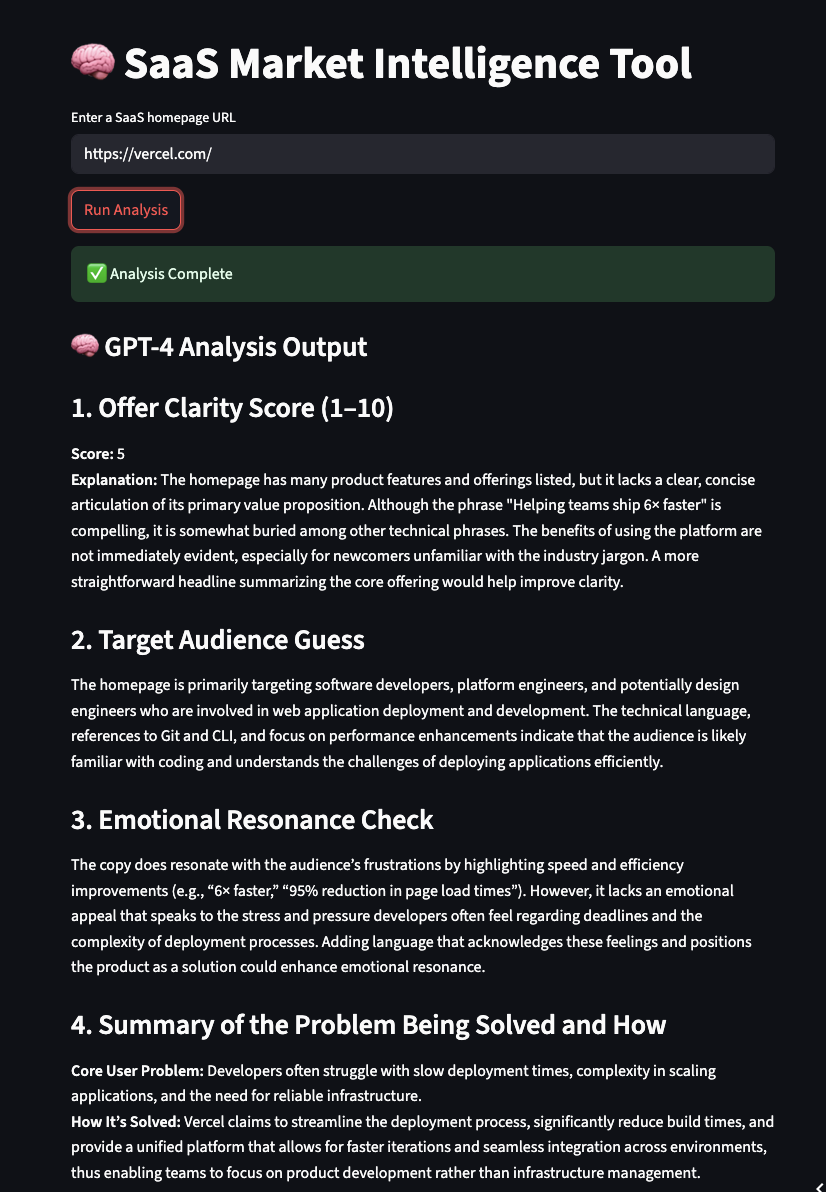 🧠 SaaS Market Intelligence Tool
Enter a SaaS homepage URL
https://vercel.com/
Run Analysis
✅ Analysis Complete
🧠 GPT-4 Analysis Output
1. Offer Clarity Score (1–10)
Score: 5
Explanation: The homepage has many product features and offerings listed, but it lacks a clear, concise
articulation of its primary value proposition. Although the phrase "Helping teams ship 6× faster" is
compelling, it is somewhat buried among other technical phrases. The benefits of using the platform are
not immediately evident, especially for newcomers unfamiliar with the industry jargon. A more
straightforward headline summarizing the core offering would help improve clarity.
2. Target Audience Guess
The homepage is primarily targeting software developers, platform engineers, and potentially design
engineers who are involved in web application deployment and development. The technical language,
references to Git and CLI, and focus on performance enhancements indicate that the audience is likely
familiar with coding and understands the challenges of deploying applications efficiently.
3. Emotional Resonance Check
The copy does resonate with the audience’s frustrations by highlighting speed and efficiency
improvements (e.g., “6× faster,” “95% reduction in page load times”). However, it lacks an emotional
appeal that speaks to the stress and pressure developers often feel regarding deadlines and the
complexity of deployment processes. Adding language that acknowledges these feelings and positions
the product as a solution could enhance emotional resonance.
4. Summary of the Problem Being Solved and How
Core User Problem: Developers often struggle with slow deployment times, complexity in scaling
applications, and the need for reliable infrastructure.
How It’s Solved: Vercel claims to streamline the deployment process, significantly reduce build times, and
provide a unified platform that allows for faster iterations and seamless integration across environments,
thus enabling teams to focus on product development rather than infrastructure management.